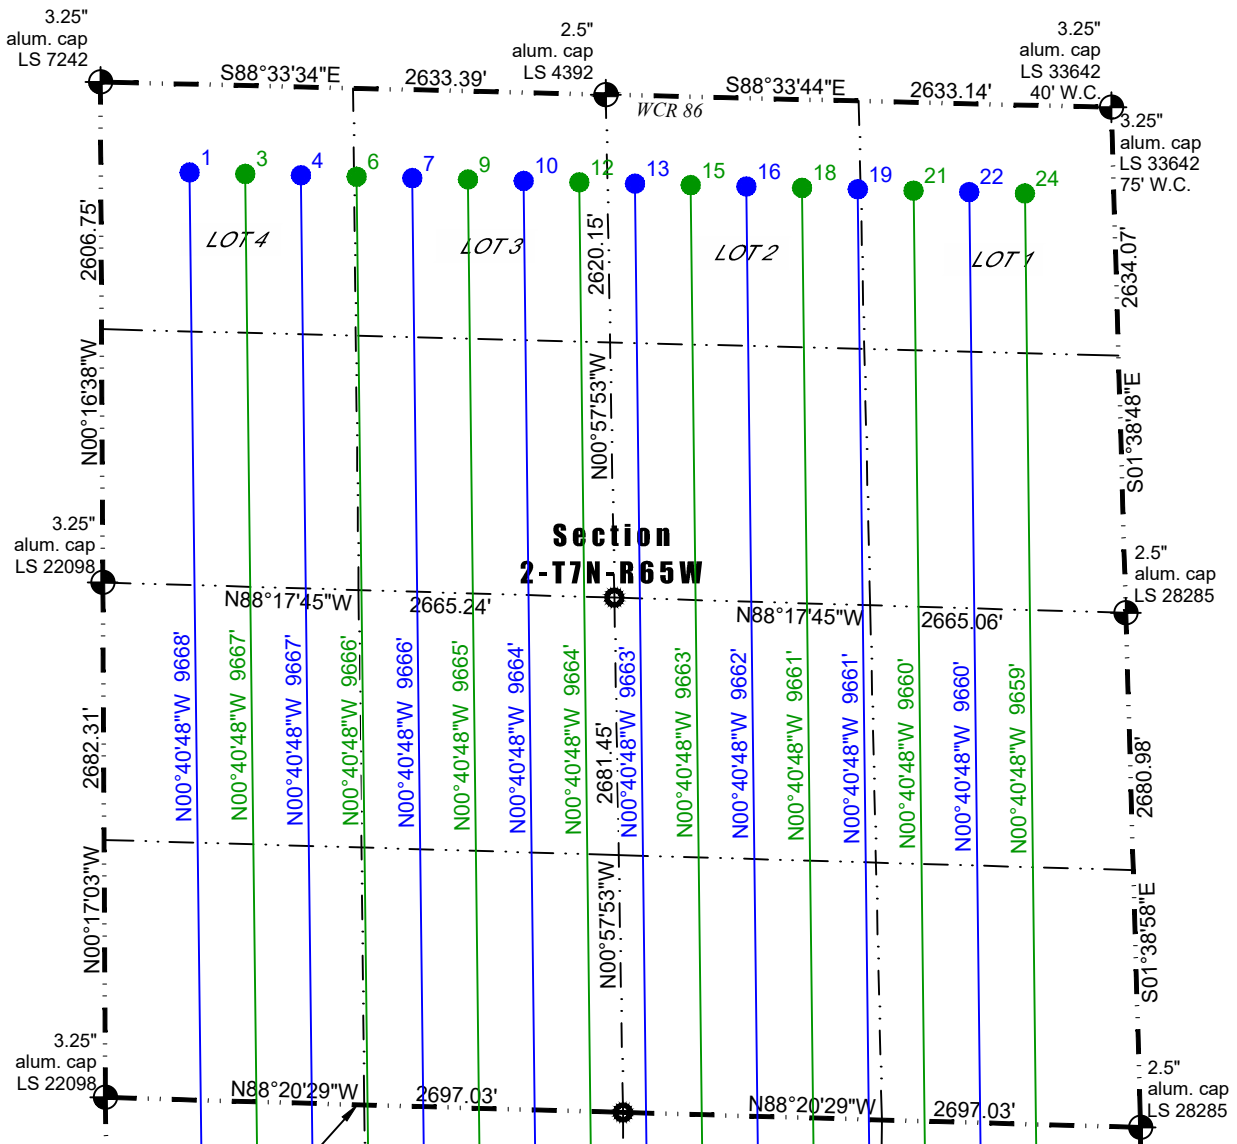 3.25"
alum. cap
LS 7242
2.5"
alum. cap
LS 4392
3.25"
alum. cap
LS 33642
40' W.C.
S88°33'34"E
2633.39'
S88°33'44"E
2633.14'
WCR 86
3.25"
alum. cap
LS 33642
75' W.C.
1
3
4
6
7
9
10
12
13
15
16
18
19
21
22
24
LOT 4
LOT 3
LOT 2
LOT 1
2606.75'
2620.15'
2634.07'
N00°16'38"W
N00°57'53"W
S01°38'48"E
3.25"
alum. cap
LS 22098
Section
2-T7N-R65W
2.5"
alum. cap
LS 28285
N88°17'45"W
2665.24'
N88°17'45"W
2665.06'
N00°40'48"W 9668'
N00°40'48"W 9667'
N00°40'48"W 9667'
N00°40'48"W 9666'
N00°40'48"W 9666'
N00°40'48"W 9665'
N00°40'48"W 9664'
N00°40'48"W 9664'
N00°40'48"W 9663'
N00°40'48"W 9663'
N00°40'48"W 9662'
N00°40'48"W 9661'
N00°40'48"W 9661'
N00°40'48"W 9660'
N00°40'48"W 9660'
N00°40'48"W 9659'
2682.31'
2681.45'
2680.98'
N00°17'03"W
N00°57'53"W
S01°38'58"E
3.25"
alum. cap
LS 22098
N88°20'29"W
2697.03'
N88°20'29"W
2697.03'
2.5"
alum. cap
LS 28285